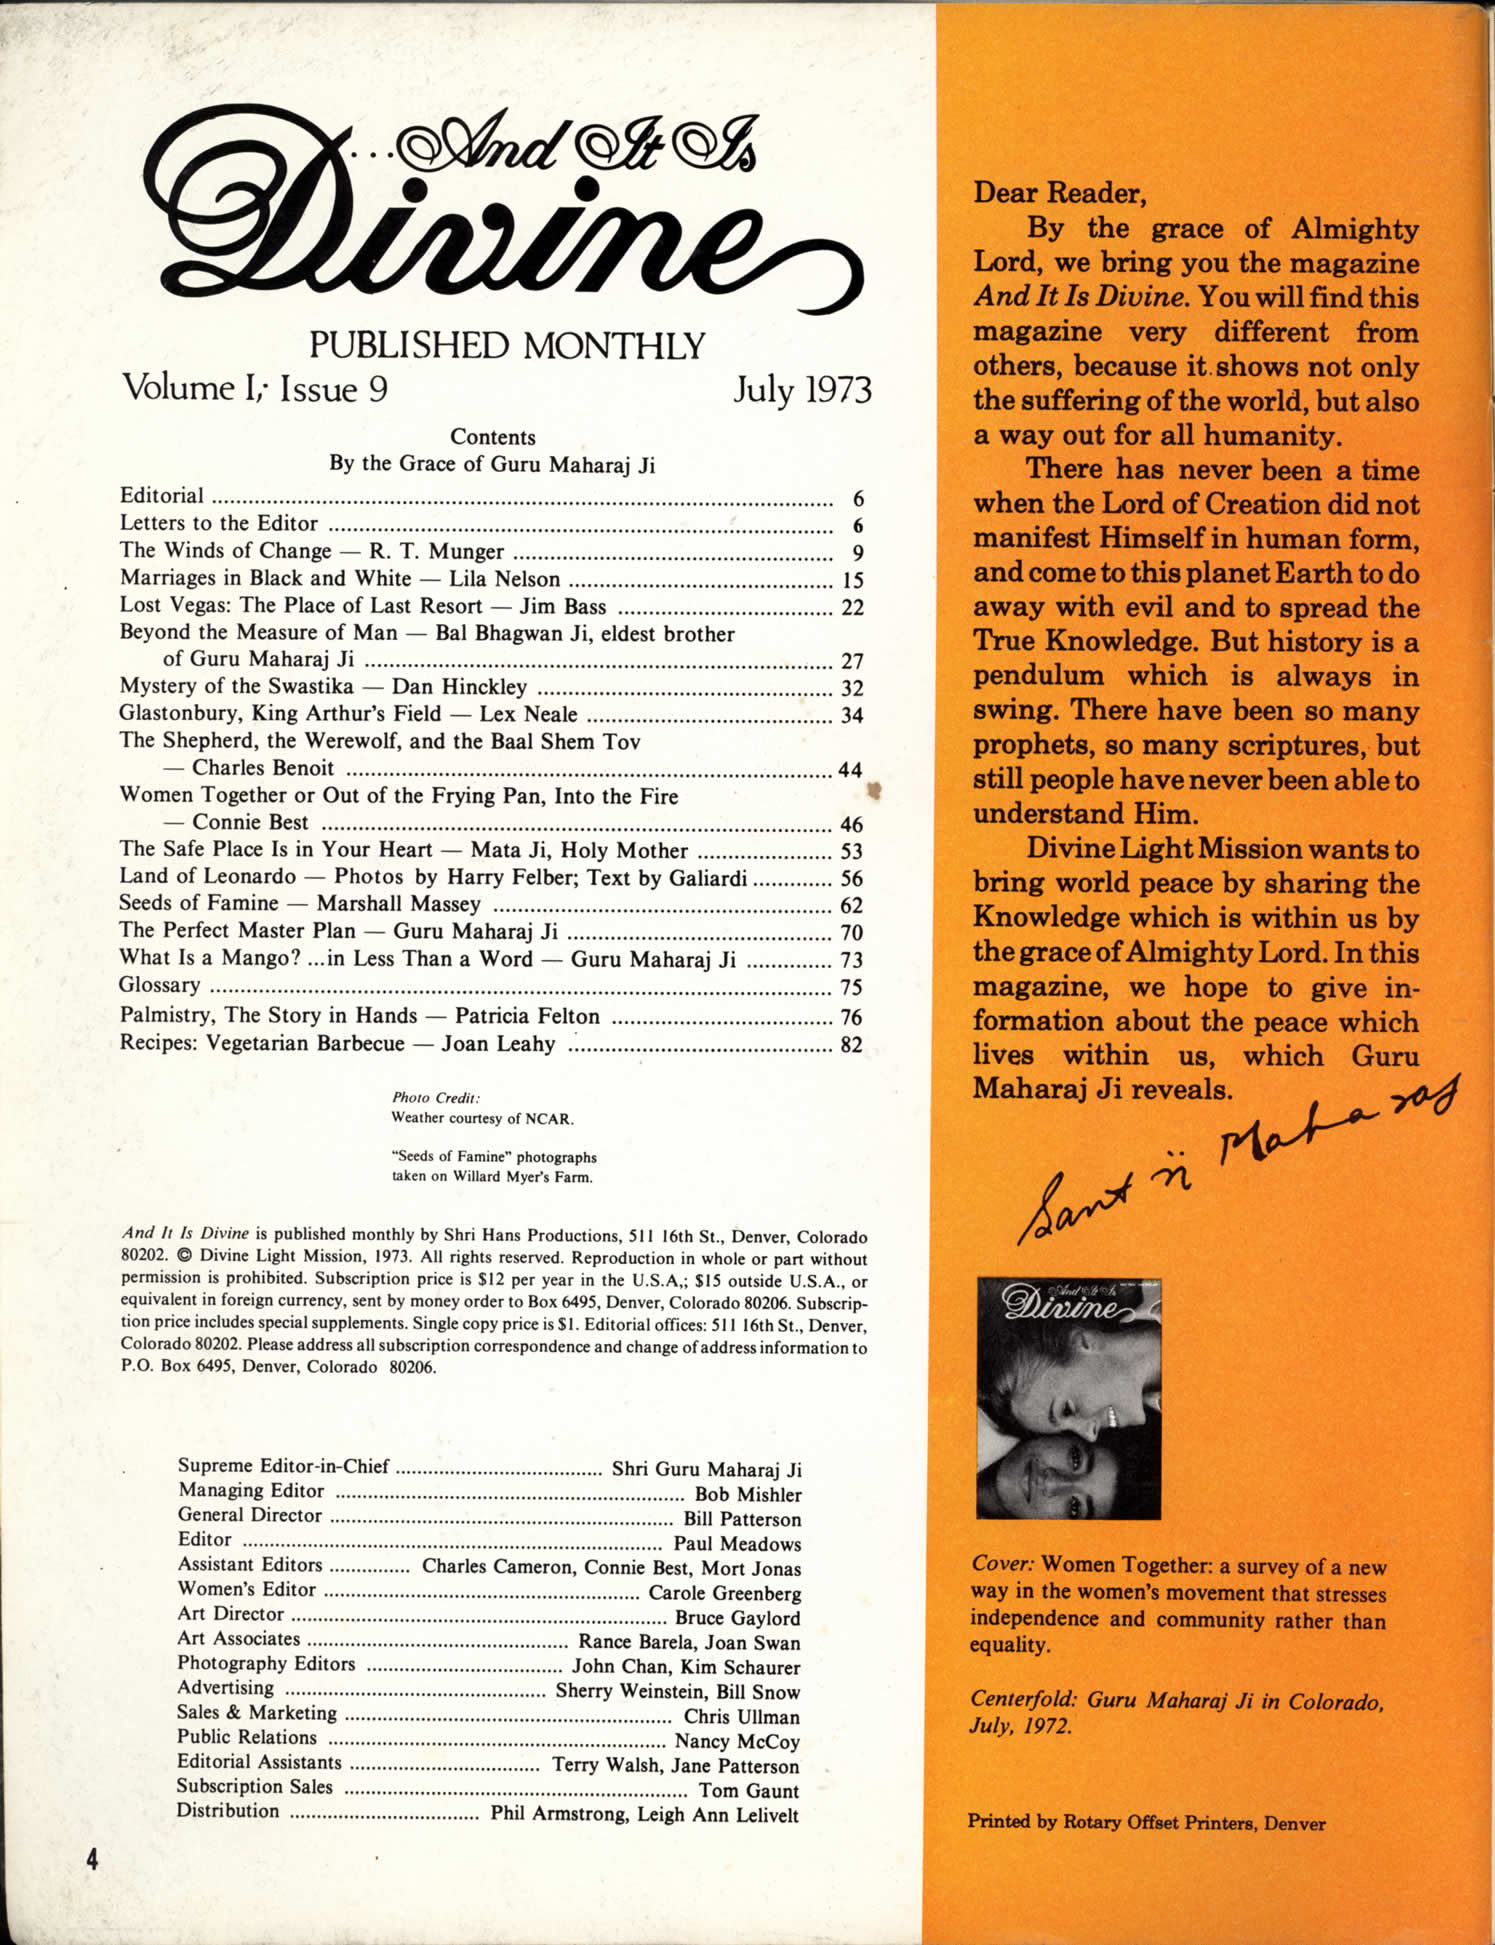 ...And It Is
Divine
PUBLISHED MONTHLY
Volume I, Issue 9 July 1973
Contents
By the Grace of Guru Maharaj Ji
Editorial ........ 6
Letters to the Editor ........ 6
The Winds of Change — R. T. Munger ........ 9
Marriages in Black and White — Lila Nelson ........ 15
Lost Vegas: The Place of Last Resort — Jim Bass ........ 22
Beyond the Measure of Man — Bal Bhagwan Ji, eldest brother
of Guru Maharaj Ji ........ 27
Mystery of the Swastika — Dan Hinckley ........ 32
Glastonbury, King Arthur's Field — Lex Neale ........ 34
The Shepherd, the Werewolf, and the Baal Shem Tov
— Charles Benoit ........ 44
Women Together or Out of the Frying Pan, Into the Fire
— Connie Best ........ 46
The Safe Place Is in Your Heart — Mata Ji, Holy Mother ........ 53
Land of Leonardo — Photos by Harry Felber; Text by Galiardi ........ 56
Seeds of Famine — Marshall Massey ........ 62
The Perfect Master Plan — Guru Maharaj Ji ........ 70
What Is a Mango? ...in Less Than a Word — Guru Maharaj Ji ........ 73
Glossary ........ 75
Palmistry, The Story in Hands — Patricia Felton ........ 76
Recipes: Vegetarian Barbecue — Joan Leahy ........ 82
Photo Credit:
Weather courtesy of NCAR.
"Seeds of Famine" photographs
taken on Willard Myer's Farm.
And It Is Divine is published monthly by Shri Hans Productions, 511 16th St., Denver, Colorado
80202. © Divine Light Mission, 1973. All rights reserved. Reproduction in whole or part without
permission is prohibited. Subscription price is $12 per year in the U.S.A,; $15 outside U.S.A., or
equivalent in foreign currency, sent by money order to Box 6495, Denver, Colorado 80206. Subscrip-
tion price includes special supplements. Single copy price is $1. Editorial offices: 511 16th St., Denver,
Colorado 80202. Please address all subscription correspondence and change of address information to
P.O. Box 6495, Denver, Colorado 80206.
Supreme Editor-in-Chief ........ Shri Guru Maharaj Ji
Managing Editor ........ Bob Mishler
General Director ........ Bill Patterson
Editor ........ Paul Meadows
Assistant Editors ........ Charles Cameron, Connie Best, Mort Jonas
Women's Editor ........ Carole Greenberg
Art Director ........ Bruce Gaylord
Art Associates ........ Rance Barela, Joan Swan
Photography Editors ........ John Chan, Kim Schaurer
Advertising ........ Sherry Weinstein, Bill Snow
Sales & Marketing ........ Chris Ullman
Public Relations ........ Nancy McCoy
Editorial Assistants ........ Terry Walsh, Jane Patterson
Subscription Sales ........ Tom Gaunt
Distribution ........ Phil Armstrong, Leigh Ann Lelivelt
4
Dear Reader,
By the grace of Almighty
Lord, we bring you the magazine
And It Is Divine. You will find this
magazine very different from
others, because it shows not only
the suffering of the world, but also
a way out for all humanity.
There has never been a time
when the Lord of Creation did not
manifest Himself in human form,
and come to this planet Earth to do
away with evil and to spread the
True Knowledge. But history is a
pendulum which is always in
swing. There have been so many
prophets, so many scriptures, but
still people have never been able to
understand Him.
Divine Light Mission wants to
bring world peace by sharing the
Knowledge which is within us by
the grace of Almighty Lord. In this
magazine, we hope to give in-
formation about the peace which
lives within us, which Guru
Maharaj Ji reveals.
Sant ji Maharaj
And It Is
Divine
Cover: Women Together: a survey of a new
way in the women's movement that stresses
independence and community rather than
equality.
Centerfold: Guru Maharaj Ji in Colorado,
July, 1972.
Printed by Rotary Offset Printers, Denver